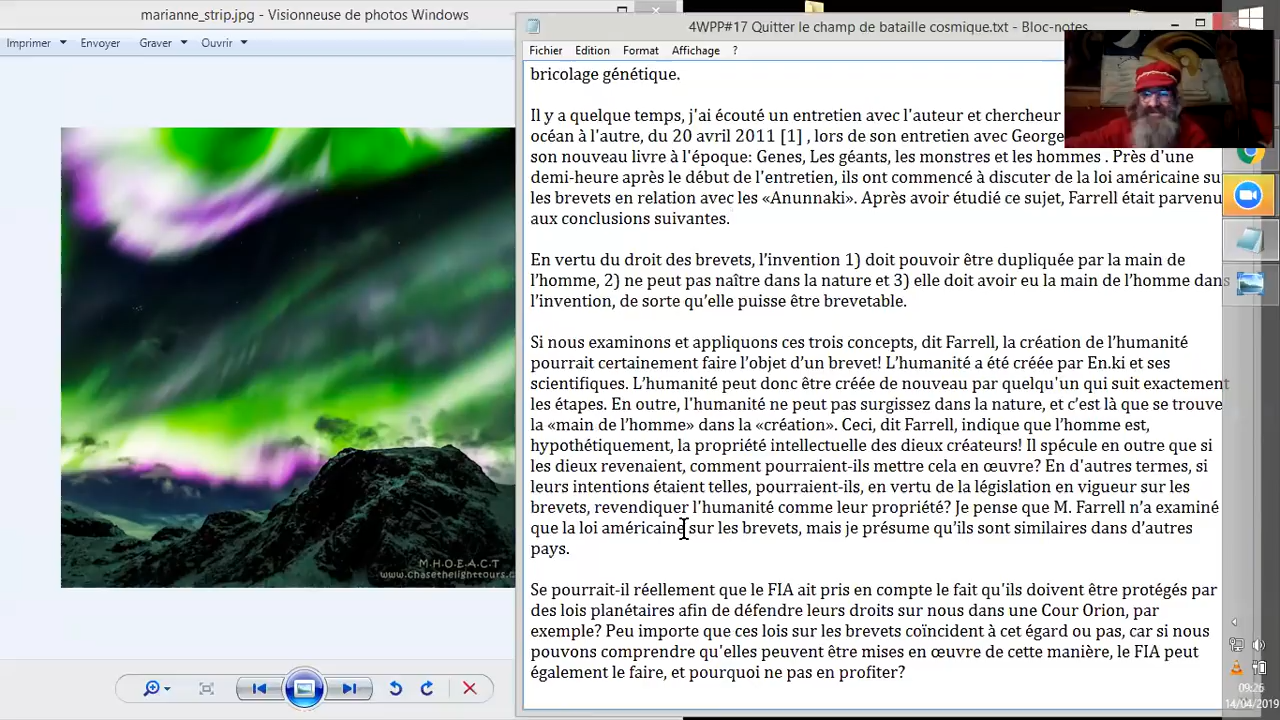 marianne_strip.jpg - Visionneuse de photos Windows
Imprimer Envoyer Graver Ouvrir
M·H·O·E·A·C·T
www.chasethelighttours.co
4WPP#17 Quitter le champ de bataille cosmique.txt - Bloc-notes
Fichier Edition Format Affichage ?
bricolage génétique.
Il y a quelque temps, j'ai écouté un entretien avec l'auteur et chercheur
océan à l'autre, du 20 avril 2011 [1] , lors de son entretien avec George
son nouveau livre à l'époque: Genes, Les géants, les monstres et les hommes . Près d'une
demi-heure après le début de l'entretien, ils ont commencé à discuter de la loi américaine su
les brevets en relation avec les «Anunnaki». Après avoir étudié ce sujet, Farrell était parvenu
aux conclusions suivantes.
En vertu du droit des brevets, l’invention 1) doit pouvoir être dupliquée par la main de
l’homme, 2) ne peut pas naître dans la nature et 3) elle doit avoir eu la main de l’homme dans
l’invention, de sorte qu’elle puisse être brevetable.
Si nous examinons et appliquons ces trois concepts, dit Farrell, la création de l’humanité
pourrait certainement faire l’objet d’un brevet! L’humanité a été créée par En.ki et ses
scientifiques. L’humanité peut donc être créée de nouveau par quelqu'un qui suit exactement
les étapes. En outre, l'humanité ne peut pas surgissez dans la nature, et c’est là que se trouve
la «main de l’homme» dans la «création». Ceci, dit Farrell, indique que l’homme est,
hypothétiquement, la propriété intellectuelle des dieux créateurs! Il spécule en outre que si
les dieux revenaient, comment pourraient-ils mettre cela en œuvre? En d'autres termes, si
leurs intentions étaient telles, pourraient-ils, en vertu de la législation en vigueur sur les
brevets, revendiquer l'humanité comme leur propriété? Je pense que M. Farrell n’a examiné
que la loi américaine sur les brevets, mais je présume qu’ils sont similaires dans d’autres
pays.
Se pourrait-il réellement que le FIA ait pris en compte le fait qu'ils doivent être protégés par
des lois planétaires afin de défendre leurs droits sur nous dans une Cour Orion, par
exemple? Peu importe que ces lois sur les brevets coïncident à cet égard ou pas, car si nous
pouvons comprendre qu'elles peuvent être mises en œuvre de cette manière, le FIA peut
également le faire, et pourquoi ne pas en profiter?
09:26
14/04/2019